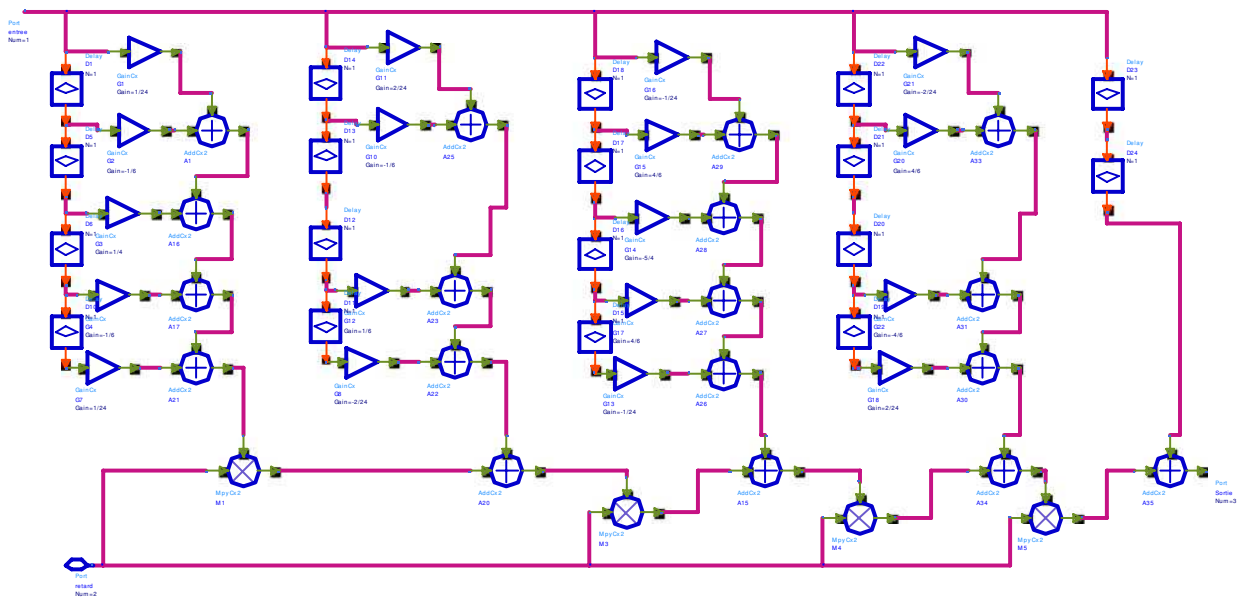 Port
entree
Num=1
Delay
D1
N=1
GainCx
G1
Gain=1/24
Delay
D5
N=1
GainCx
G2
Gain=-1/6
AddCx2
A1
Delay
D6
N=1
GainCx
G3
Gain=1/4
AddCx2
A16
N=1
GainCx
G4
Gain=-1/6
AddCx2
A17
GainCx
G7
Gain=1/24
AddCx2
A21
Delay
D14
N=1
GainCx
G11
Gain=2/24
Delay
D13
N=1
GainCx
G10
Gain=-1/6
AddCx2
A25
Delay
D12
N=1
Delay
GainCx
G12
Gain=1/6
AddCx2
A23
GainCx
G8
Gain=-2/24
AddCx2
A22
Delay
D18
N=1
GainCx
G16
Gain=-1/24
Delay
D17
N=1
GainCx
G15
Gain=4/6
AddCx2
A29
Delay
D16
N=1
GainCx
G14
Gain=-5/4
AddCx2
A28
Delay
D15
N=1
GainCx
G17
Gain=4/6
AddCx2
A27
GainCx
G13
Gain=-1/24
AddCx2
A26
Delay
D22
N=1
GainCx
G21
Gain=-2/24
Delay
D21
N=1
GainCx
G20
Gain=4/6
AddCx2
A33
Delay
D20
N=1
Delay
D19
N=1
GainCx
G22
Gain=-4/6
AddCx2
A31
GainCx
G18
Gain=2/24
AddCx2
A30
Delay
D23
N=1
Delay
D24
N=1
MpyCx2
M1
AddCx2
A20
MpyCx2
M3
AddCx2
A15
MpyCx2
M4
AddCx2
A34
MpyCx2
M5
AddCx2
A35
Port
Sortie
Num=3
Port
retard
Num=2